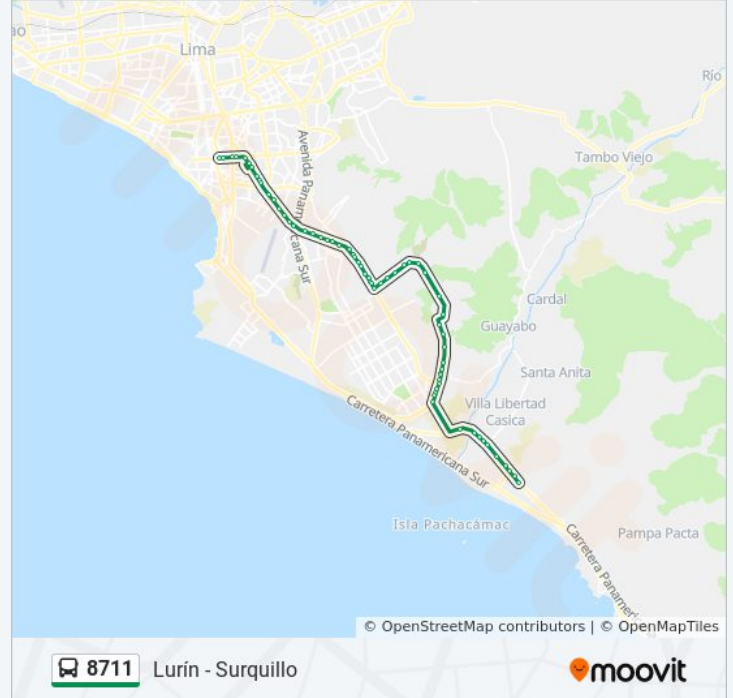 ao
Lima
Río
Avenida Panamericana Sur
Tambo Viejo
Cardal
Guayabo
Santa Anita
Villa Libertad
Casica
Carretera Panamericana Sur
Isla Pachacámac
Pampa Pacta
Carretera Panameri
© OpenStreetMap contributors | © OpenMapTiles
8711 Lurín - Surquillo
moovit